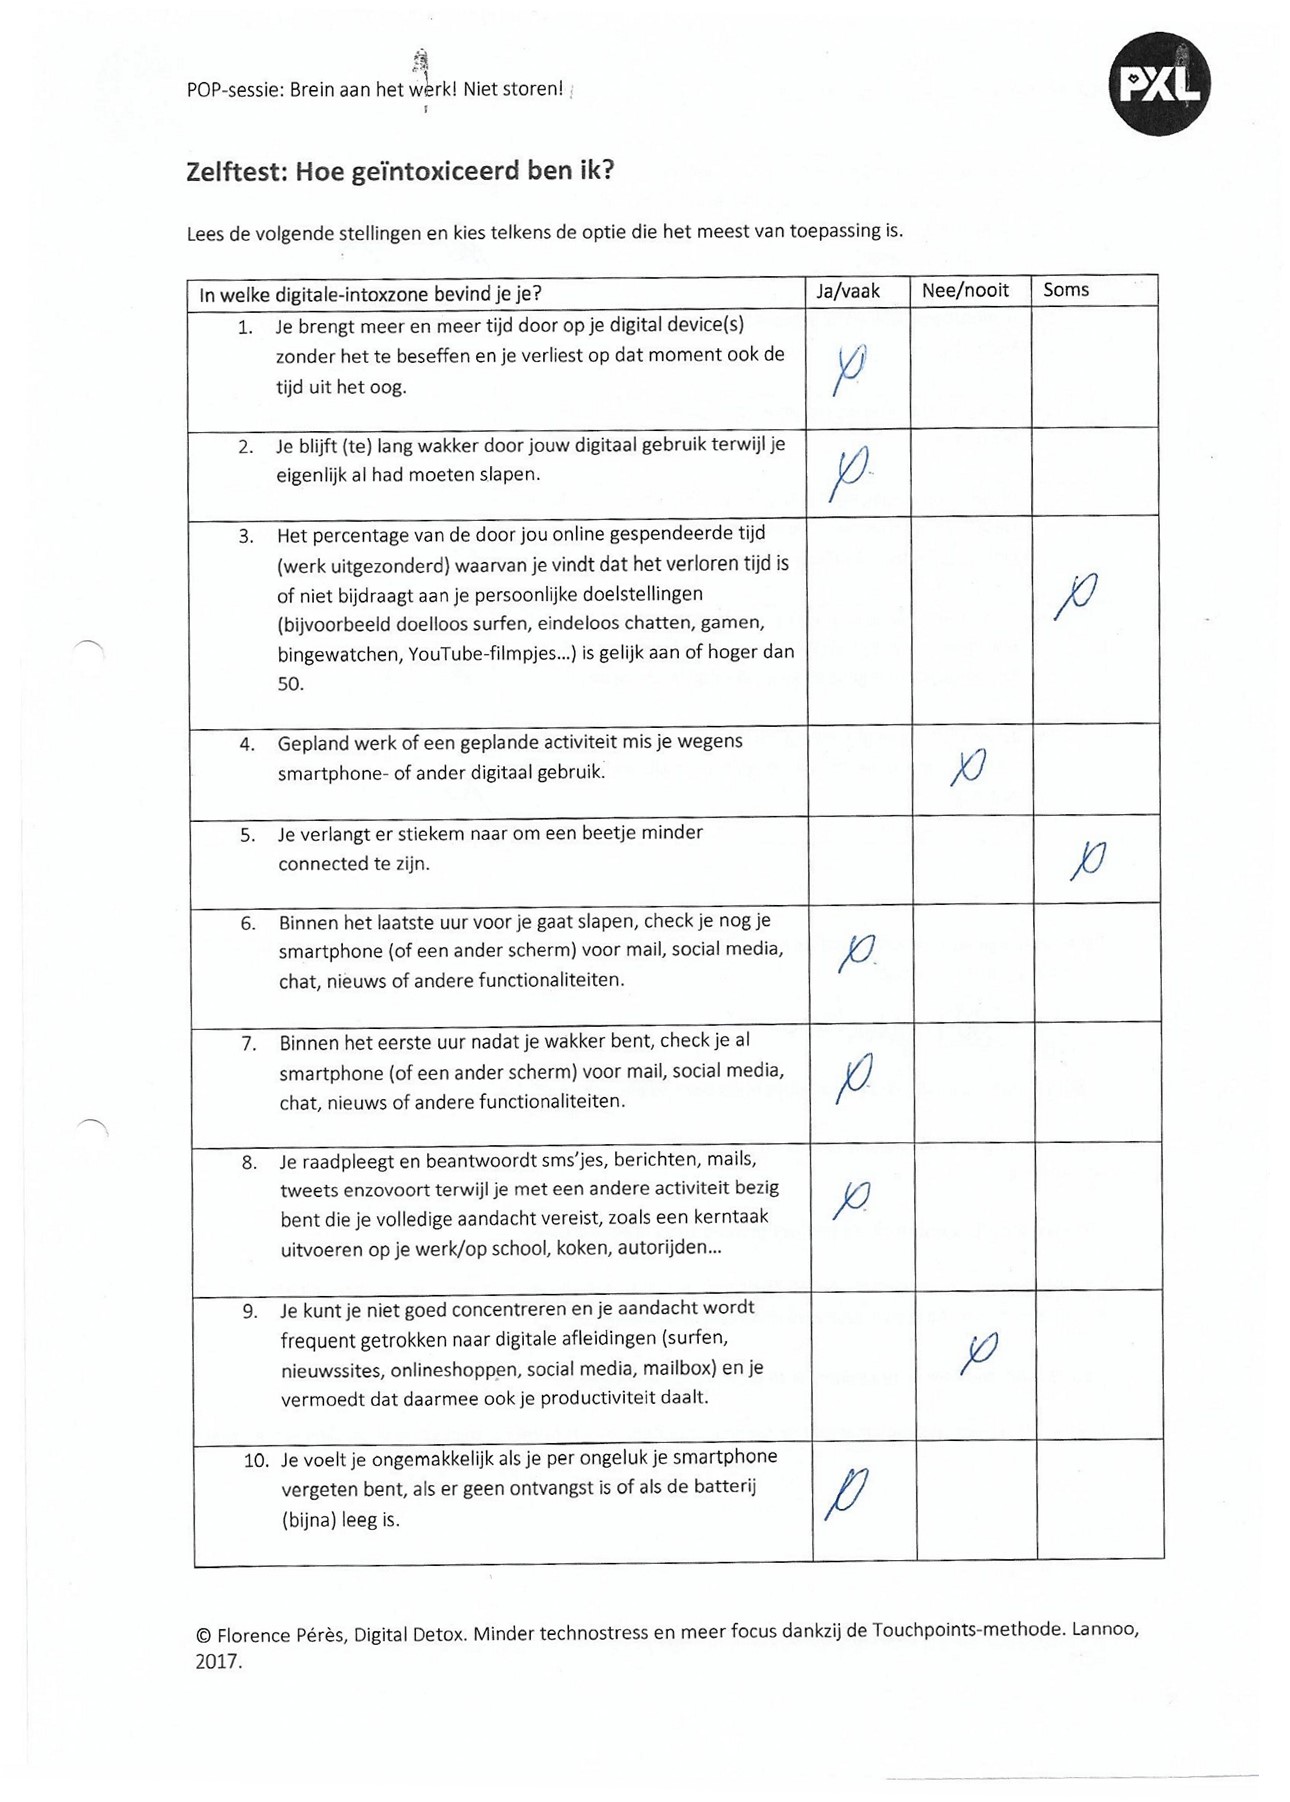 POP-sessie: Brein aan het werk! Niet storen!
PXL
Zelftest: Hoe geïntoxiceerd ben ik?
Lees de volgende stellingen en kies telkens de optie die het meest van toepassing is.
In welke digitale-intoxzone bevind je je? Ja/vaak Nee/nooit Soms
1. Je brengt meer en meer tijd door op je digital device(s)
zonder het te beseffen en je verliest op dat moment ook de
tijd uit het oog.
2. Je blijft (te) lang wakker door jouw digitaal gebruik terwijl je
eigenlijk al had moeten slapen.
3. Het percentage van de door jou online gespendeerde tijd
(werk uitgezonderd) waarvan je vindt dat het verloren tijd is
of niet bijdraagt aan je persoonlijke doelstellingen
(bijvoorbeeld doelloos surfen, eindeloos chatten, gamen,
bingewatchen, YouTube-filmpjes...) is gelijk aan of hoger dan
50.
4. Gepland werk of een geplande activiteit mis je wegens
smartphone- of ander digitaal gebruik.
5. Je verlangt er stiekem naar om een beetje minder
connected te zijn.
6. Binnen het laatste uur voor je gaat slapen, check je nog je
smartphone (of een ander scherm) voor mail, social media,
chat, nieuws of andere functionaliteiten.
7. Binnen het eerste uur nadat je wakker bent, check je al
smartphone (of een ander scherm) voor mail, social media,
chat, nieuws of andere functionaliteiten.
8. Je raadpleegt en beantwoordt sms'jes, berichten, mails,
tweets enzovoort terwijl je met een andere activiteit bezig
bent die je volledige aandacht vereist, zoals een kerntaak
uitvoeren op je werk/op school, koken, autorijden...
9. Je kunt je niet goed concentreren en je aandacht wordt
frequent getrokken naar digitale afleidingen (surfen,
nieuwssites, onlineshoppen, social media, mailbox) en je
vermoedt dat daarmee ook je productiviteit daalt.
10. Je voelt je ongemakkelijk als je per ongeluk je smartphone
vergeten bent, als er geen ontvangst is of als de batterij
(bijna) leeg is.
© Florence Pérès, Digital Detox. Minder technostress en meer focus dankzij de Touchpoints-methode. Lannoo,
2017.